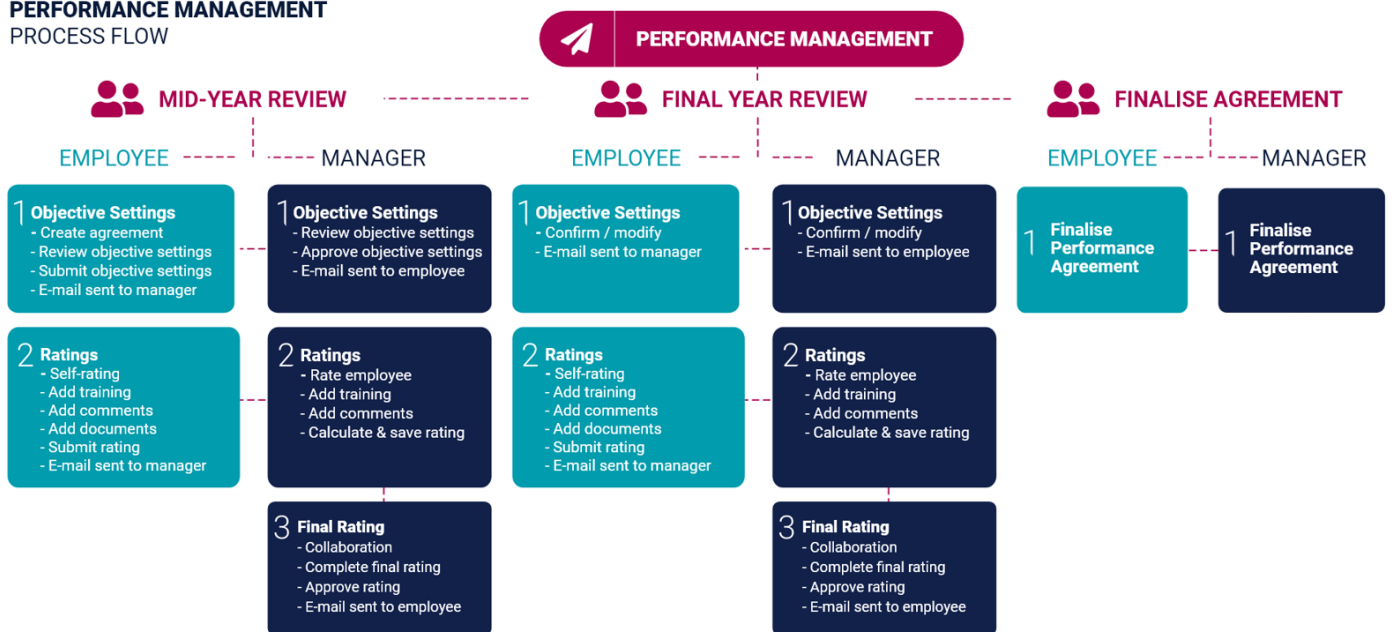 PERFORMANCE MANAGEMENT
PROCESS FLOW
PERFORMANCE MANAGEMENT
MID-YEAR REVIEW
FINAL YEAR REVIEW
FINALISE AGREEMENT
EMPLOYEE
MANAGER
EMPLOYEE
MANAGER
EMPLOYEE
MANAGER
1 Objective Settings
- Create agreement
- Review objective settings
- Submit objective settings
- E-mail sent to manager
1 Objective Settings
- Review objective settings
- Approve objective settings
- E-mail sent to employee
1 Objective Settings
- Confirm / modify
- E-mail sent to manager
1 Objective Settings
- Confirm / modify
- E-mail sent to employee
1 Finalise
Performance
Agreement
1 Finalise
Performance
Agreement
2 Ratings
- Self-rating
- Add training
- Add comments
- Add documents
- Submit rating
- E-mail sent to manager
2 Ratings
- Rate employee
- Add training
- Add comments
- Calculate & save rating
2 Ratings
- Self-rating
- Add training
- Add comments
- Add documents
- Submit rating
- E-mail sent to manager
2 Ratings
- Rate employee
- Add training
- Add comments
- Calculate & save rating
3 Final Rating
- Collaboration
- Complete final rating
- Approve rating
- E-mail sent to employee
3 Final Rating
- Collaboration
- Complete final rating
- Approve rating
- E-mail sent to employee